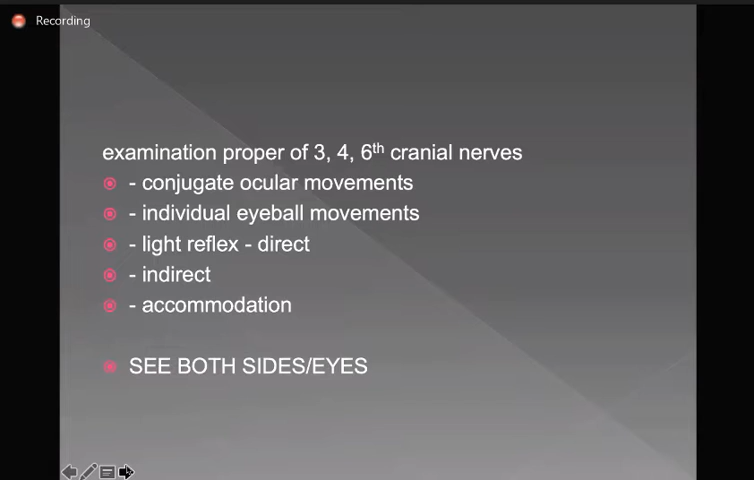 Recording
examination proper of 3, 4, 6th cranial nerves
- conjugate ocular movements
- individual eyeball movements
- light reflex - direct
- indirect
- accommodation
SEE BOTH SIDES/EYES